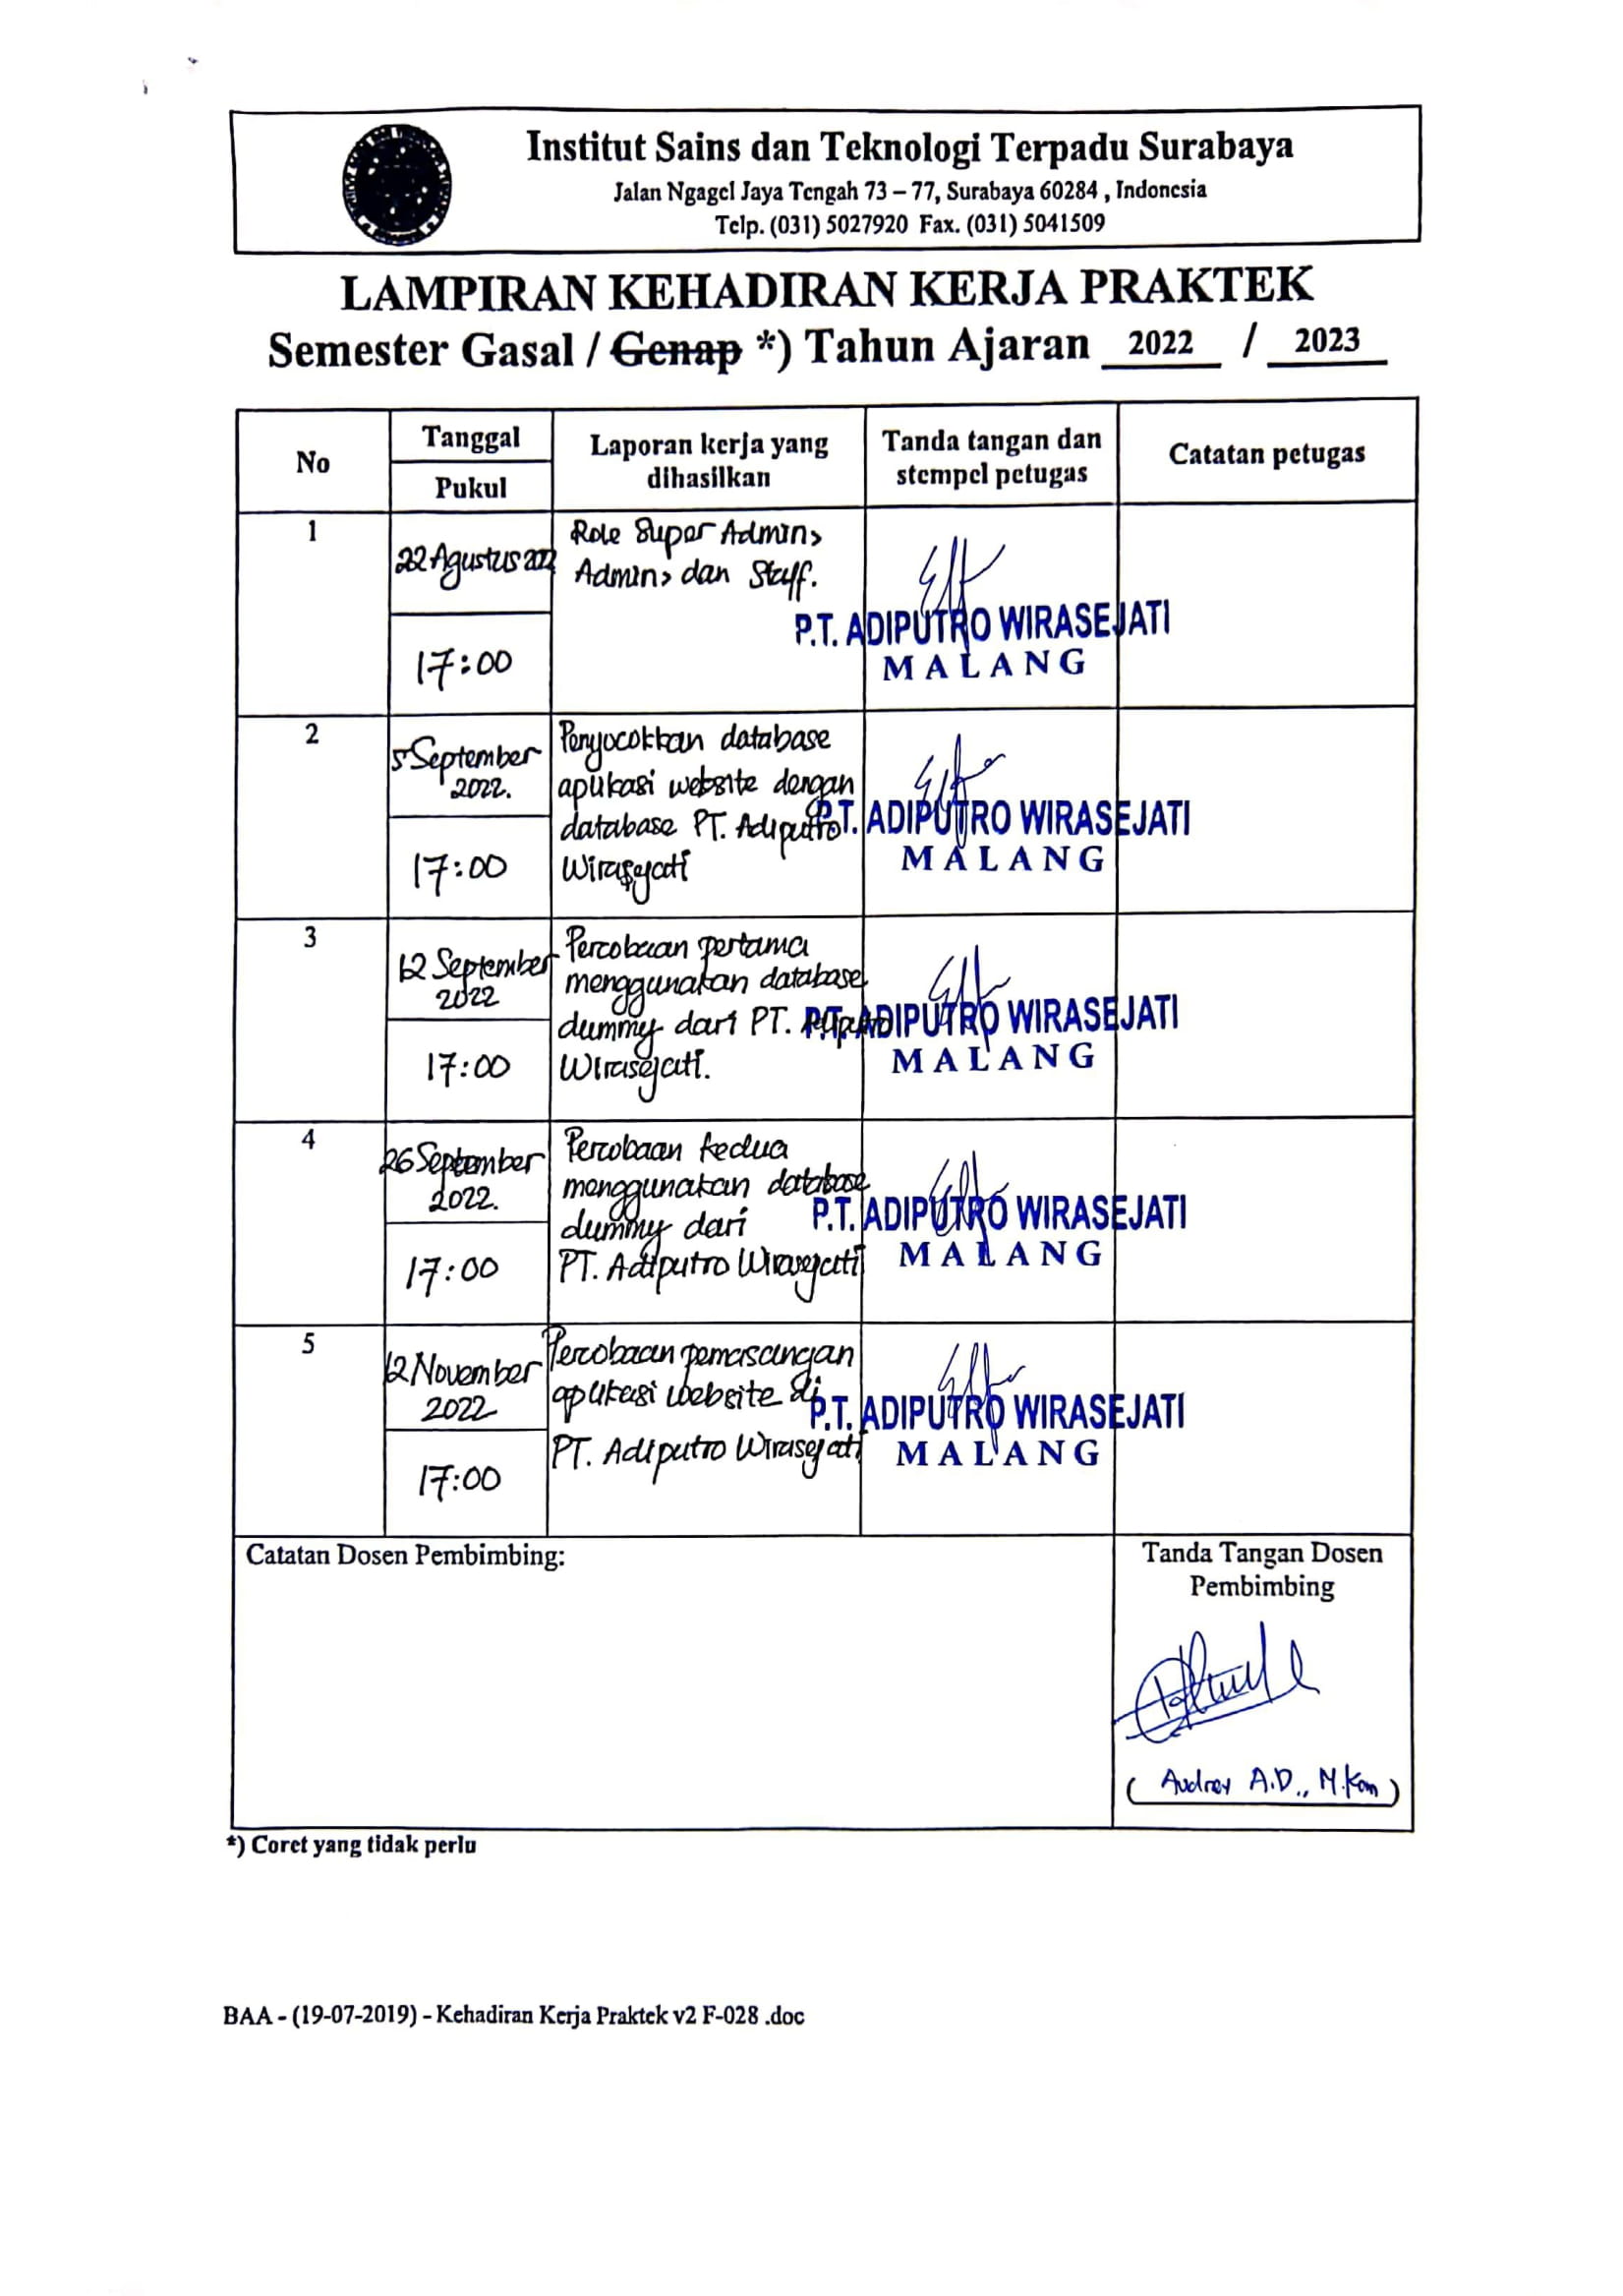 Institut Sains dan Teknologi Terpadu Surabaya
Jalan Ngagel Jaya Tengah 73 – 77, Surabaya 60284 , Indonesia
Telp. (031) 5027920 Fax. (031) 5041509
LAMPIRAN KEHADIRAN KERJA PRAKTEK
Semester Gasal / Genap *) Tahun Ajaran 2022 / 2023
No
Tanggal
Pukul
Laporan kerja yang
dihasilkan
Tanda tangan dan
stempel petugas
Catatan petugas
1
22 Agustus 2022
17:00
Role Super Admin,
Admin, dan Staff.
P.T. ADIPUTRO WIRASEJATI
MALANG
2
5 September
2022.
17:00
Penyocokkan database
aplikasi website dengan
database PT. Adiputro
Wirasejati
P.T. ADIPUTRO WIRASEJATI
MALANG
3
12 September
2022
17:00
Percobaan pertama
menggunakan database
dummy dari PT. Adiputro
Wirasejati.
P.T. ADIPUTRO WIRASEJATI
MALANG
4
26 September
2022.
17:00
Percobaan kedua
menggunakan database
dummy dari
PT. Adiputro Wirasejati
P.T. ADIPUTRO WIRASEJATI
MALANG
5
12 November
2022
17:00
Percobaan pemasangan
aplikasi website di
PT. Adiputro Wirasejati
P.T. ADIPUTRO WIRASEJATI
MALANG
Catatan Dosen Pembimbing:
Tanda Tangan Dosen
Pembimbing
( Audrey A.D., M.Kom )
*) Coret yang tidak perlu
BAA - (19-07-2019) - Kehadiran Kerja Praktek v2 F-028 .doc